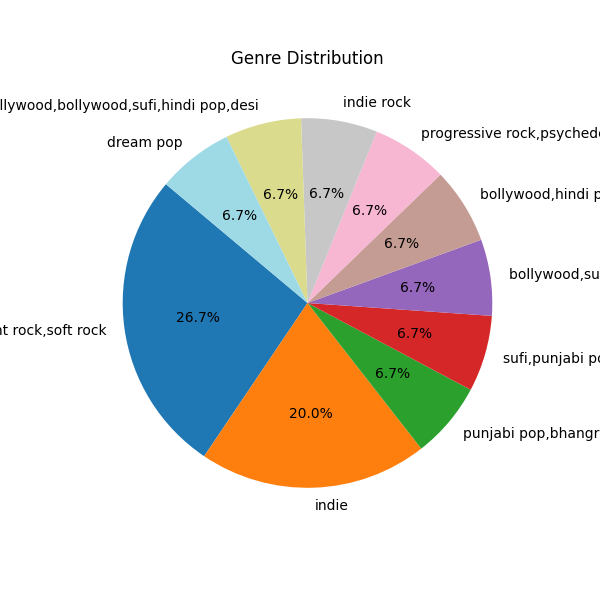 Genre Distribution
indie rock
llywood,bollywood,sufi,hindi pop,desi
progressive rock,psychede
dream pop
bollywood,hindi p
6.7%
6.7%
6.7%
6.7%
6.7%
bollywood,su
6.7%
26.7%
nt rock,soft rock
6.7%
sufi,punjabi po
6.7%
20.0%
punjabi pop,bhangr
indie